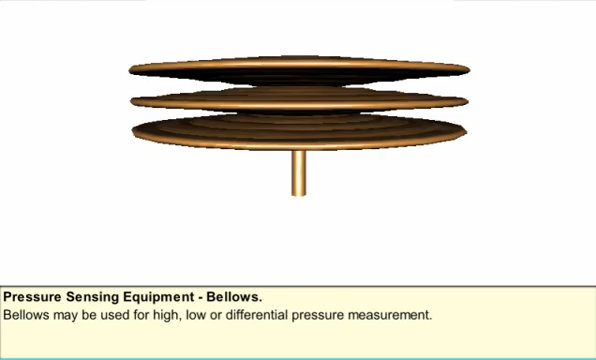 Pressure Sensing Equipment - Bellows.
Bellows may be used for high, low or differential pressure measurement.